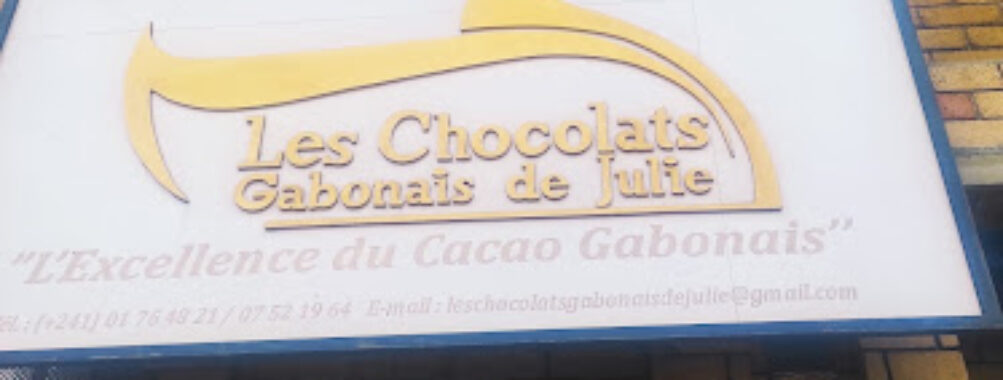 Les Chocolats
Gabonais de Julie
"L'Excellence du Cacao Gabonais"
Tél. : (+241) 01 76 48 21 / 07 52 19 64 E-mail : leschocolatsgabonaisdejulie@gmail.com